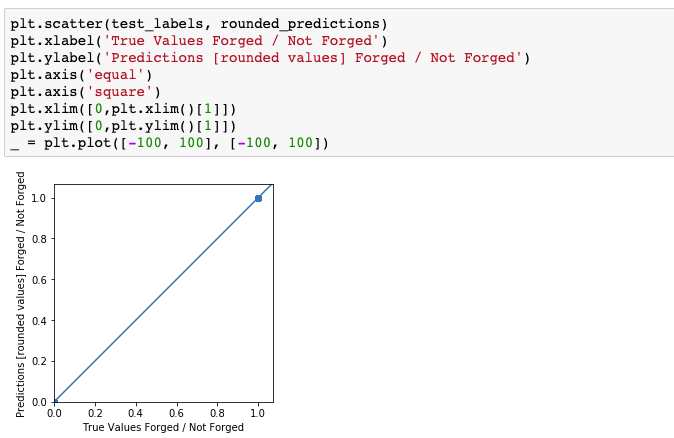 plt.scatter(test_labels, rounded_predictions)
plt.xlabel('True Values Forged / Not Forged')
plt.ylabel('Predictions [rounded values] Forged / Not Forged')
plt.axis('equal')
plt.axis('square')
plt.xlim([0,plt.xlim()[1]])
plt.ylim([0,plt.ylim()[1]])
_ = plt.plot([-100, 100], [-100, 100])
Predictions [rounded values] Forged / Not Forged
1.0
0.8
0.6
0.4
0.2
0.0
0.0 0.2 0.4 0.6 0.8 1.0
True Values Forged / Not Forged